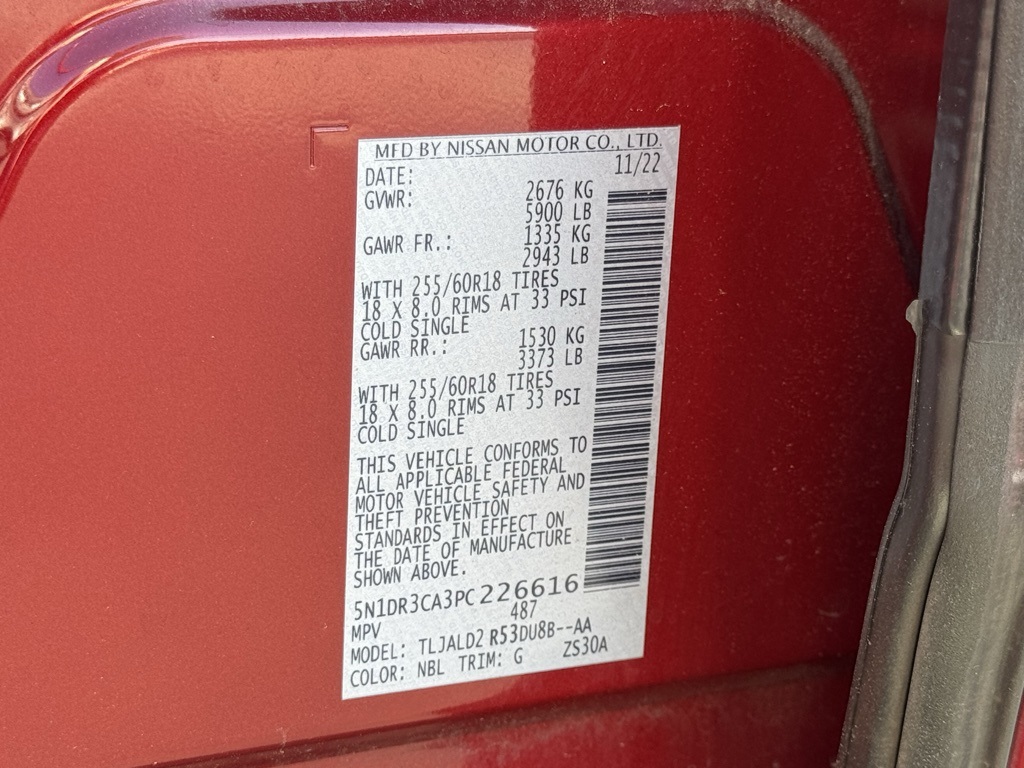 MFD BY NISSAN MOTOR CO., LTD.
DATE: 11/22
GVWR: 2676 KG
5900 LB
GAWR FR.: 1335 KG
2943 LB
WITH 255/60R18 TIRES
18 X 8.0 RIMS AT 33 PSI
COLD SINGLE
GAWR RR.: 1530 KG
3373 LB
WITH 255/60R18 TIRES
18 X 8.0 RIMS AT 33 PSI
COLD SINGLE
THIS VEHICLE CONFORMS TO
ALL APPLICABLE FEDERAL
MOTOR VEHICLE SAFETY AND
THEFT PREVENTION
STANDARDS IN EFFECT ON
THE DATE OF MANUFACTURE
SHOWN ABOVE.
5N1DR3CA3PC226616
MPV 487
MODEL: TLJALD2 R53DU8B--AA
COLOR: NBL TRIM: G ZS30A